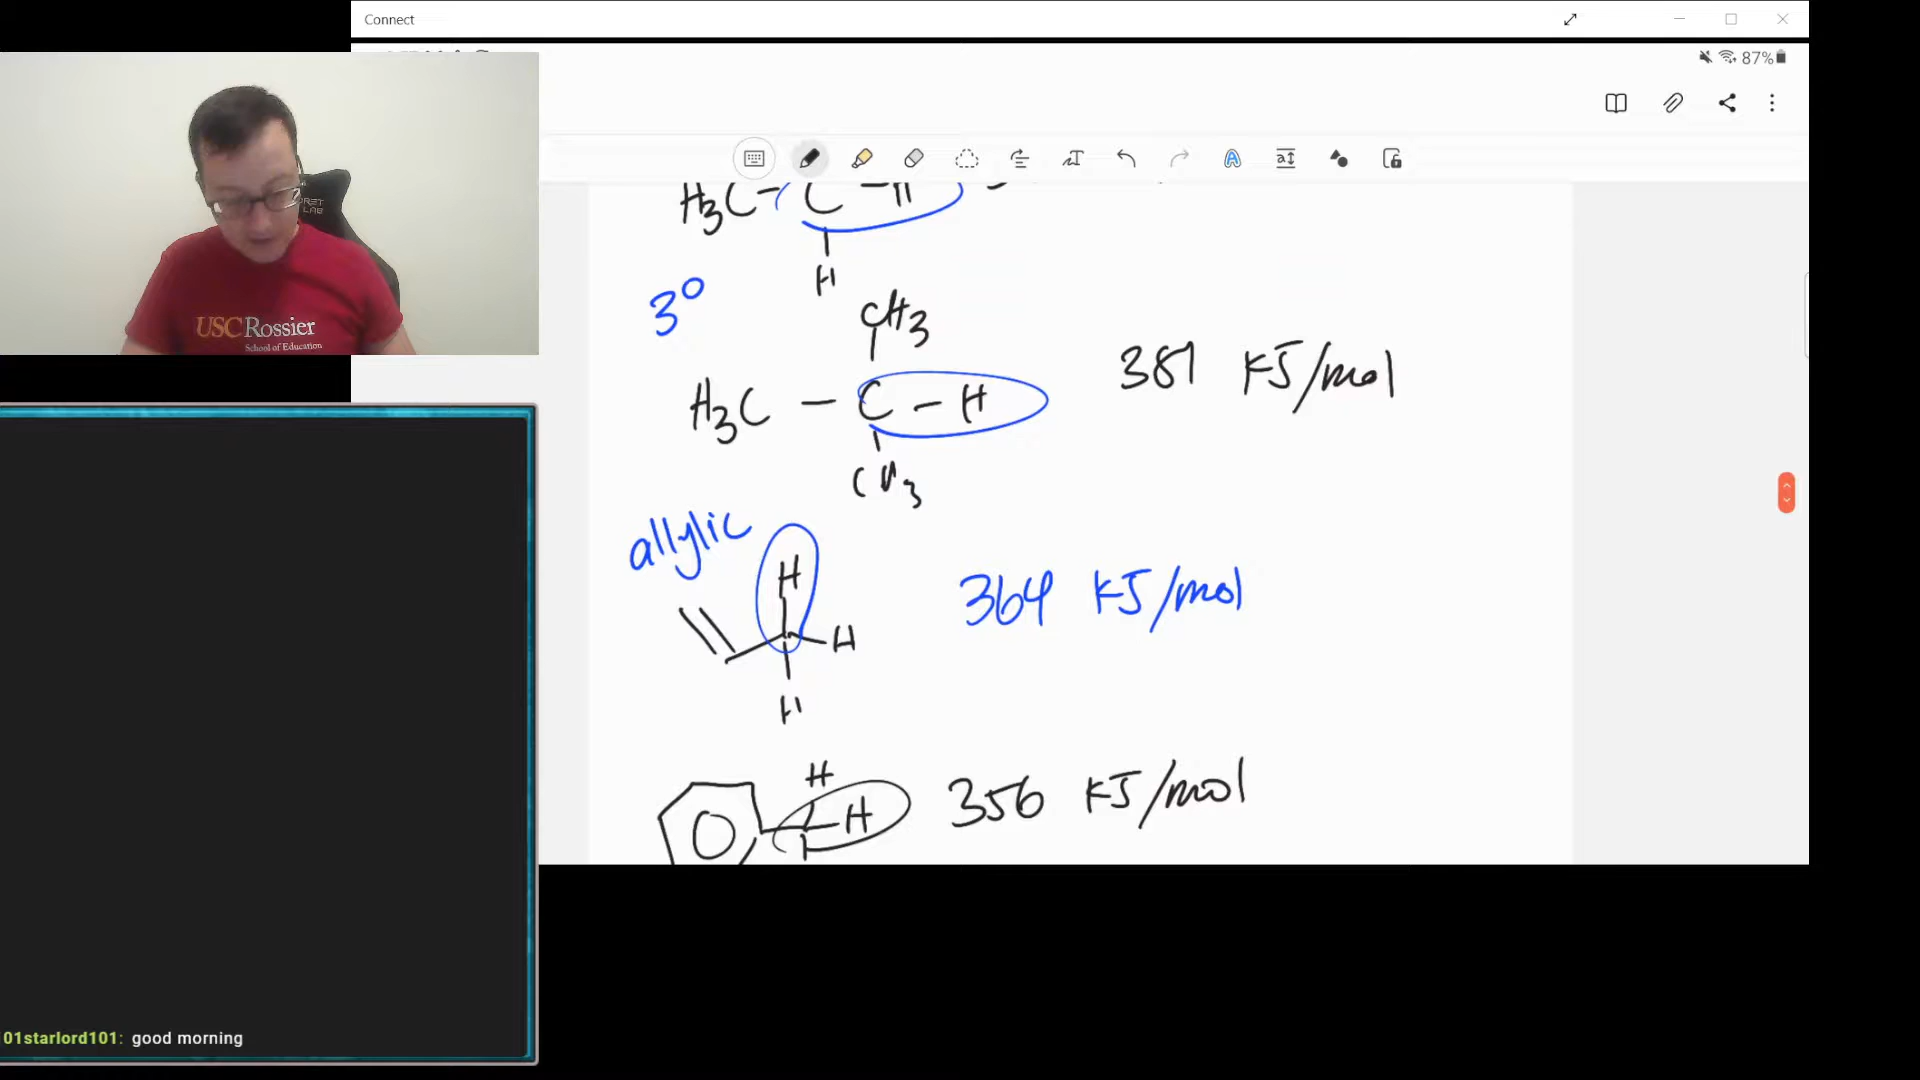 Connect
87%
H3C - C - H
H
USC Rossier
School of Education
3°
CH3
H3C - C - H
381 KJ/mol
CH3
allylic
H
364 KJ/mol
H
H
H
H
356 KJ/mol
01starlord101: good morning